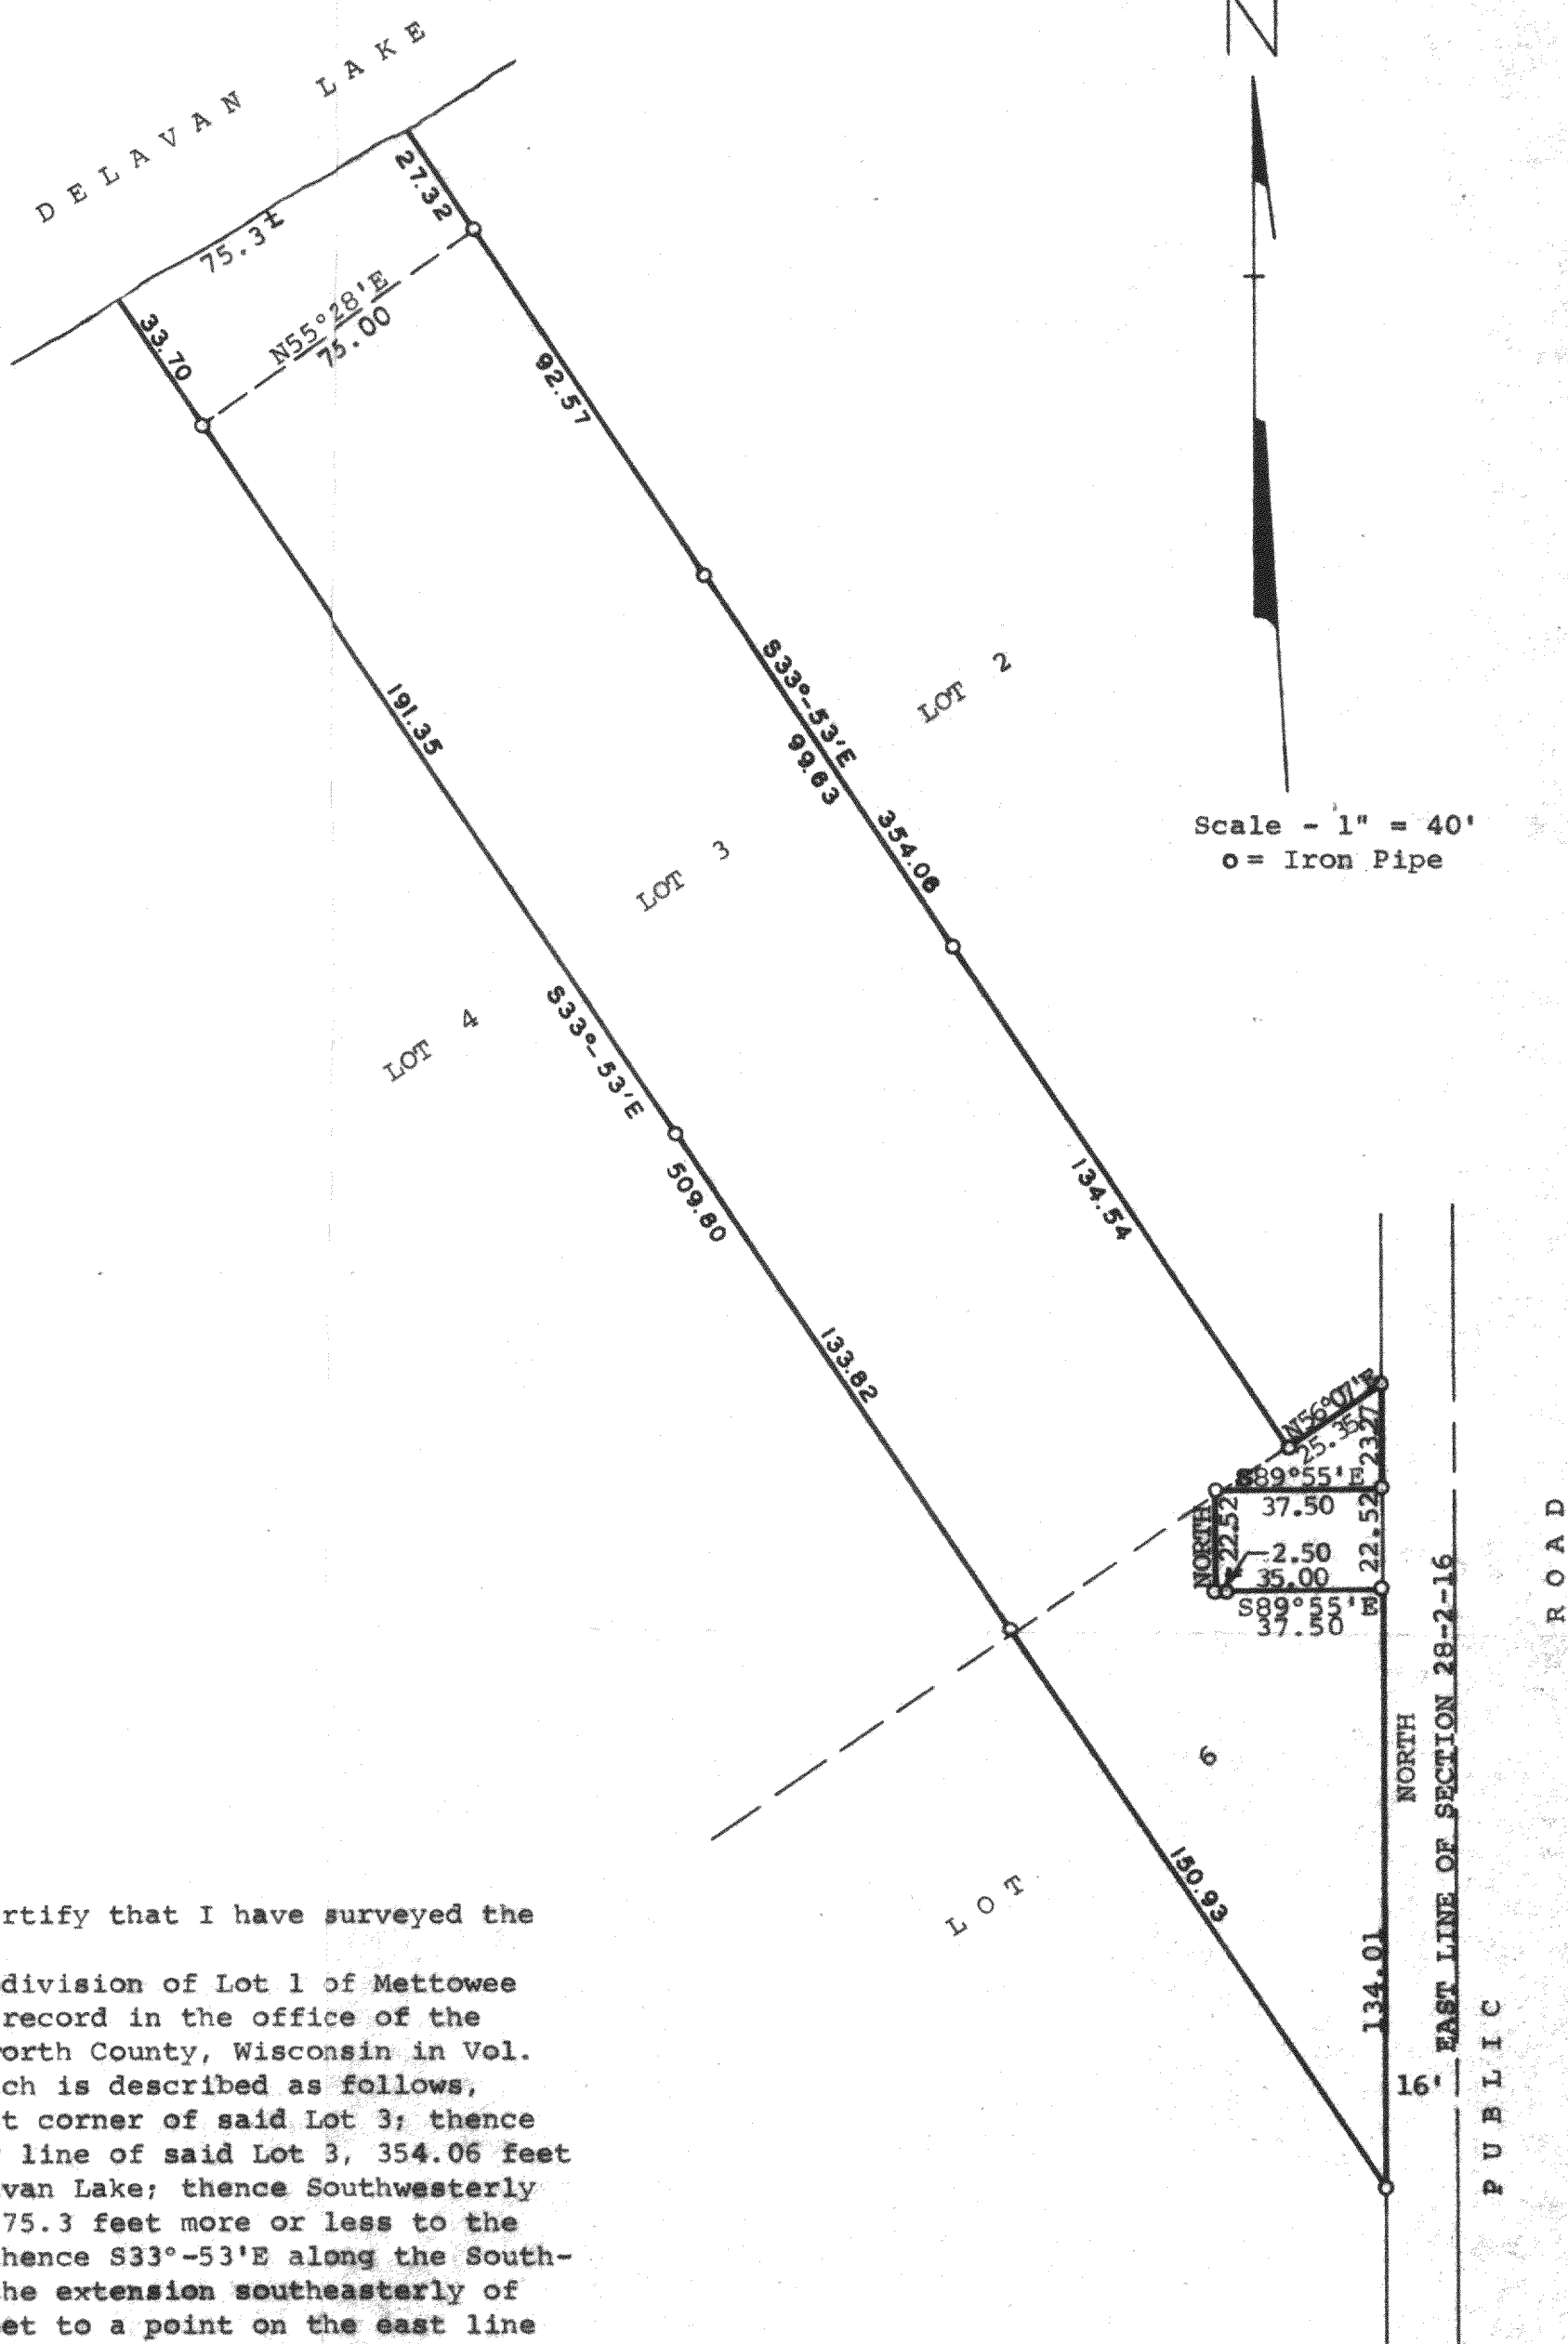 N
DELAVAN LAKE
27.32
75.3±
N55°28'E
75.00
33.70
92.57
S33°-53'E
99.63
LOT 2
191.35
354.06
Scale - 1" = 40'
o = Iron Pipe
LOT 3
LOT 4
S33°-53'E
509.80
134.54
133.82
N56°07'E
25.35
23.27
S89°55'E
37.50
NORTH
22.52
22.52
2.50
35.00
S89°55'E
37.50
ROAD
EAST LINE OF SECTION 28-2-16
NORTH
LOT 6
150.93
134.01
16'
PUBLIC
rtify that I have surveyed the
division of Lot 1 of Mettowee
record in the office of the
orth County, Wisconsin in Vol.
ch is described as follows,
t corner of said Lot 3; thence
line of said Lot 3, 354.06 feet
van Lake; thence Southwesterly
75.3 feet more or less to the
hence S33°-53'E along the South-
he extension southeasterly of
et to a point on the east line